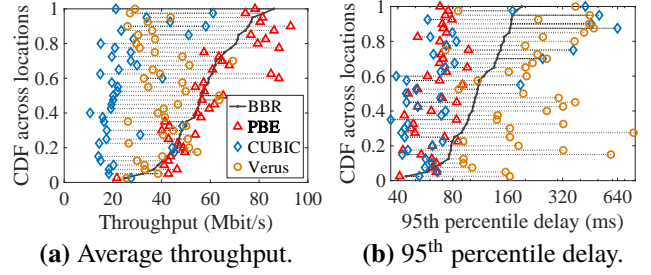 CDF across locations
1
0.8
0.6
0.4
0.2
0
0 20 40 60 80 100
Throughput (Mbit/s)
BBR
PBE
CUBIC
Verus
(a) Average throughput.
CDF across locations
1
0.8
0.6
0.4
0.2
0
40 80 160 320 640
95th percentile delay (ms)
(b) 95th percentile delay.